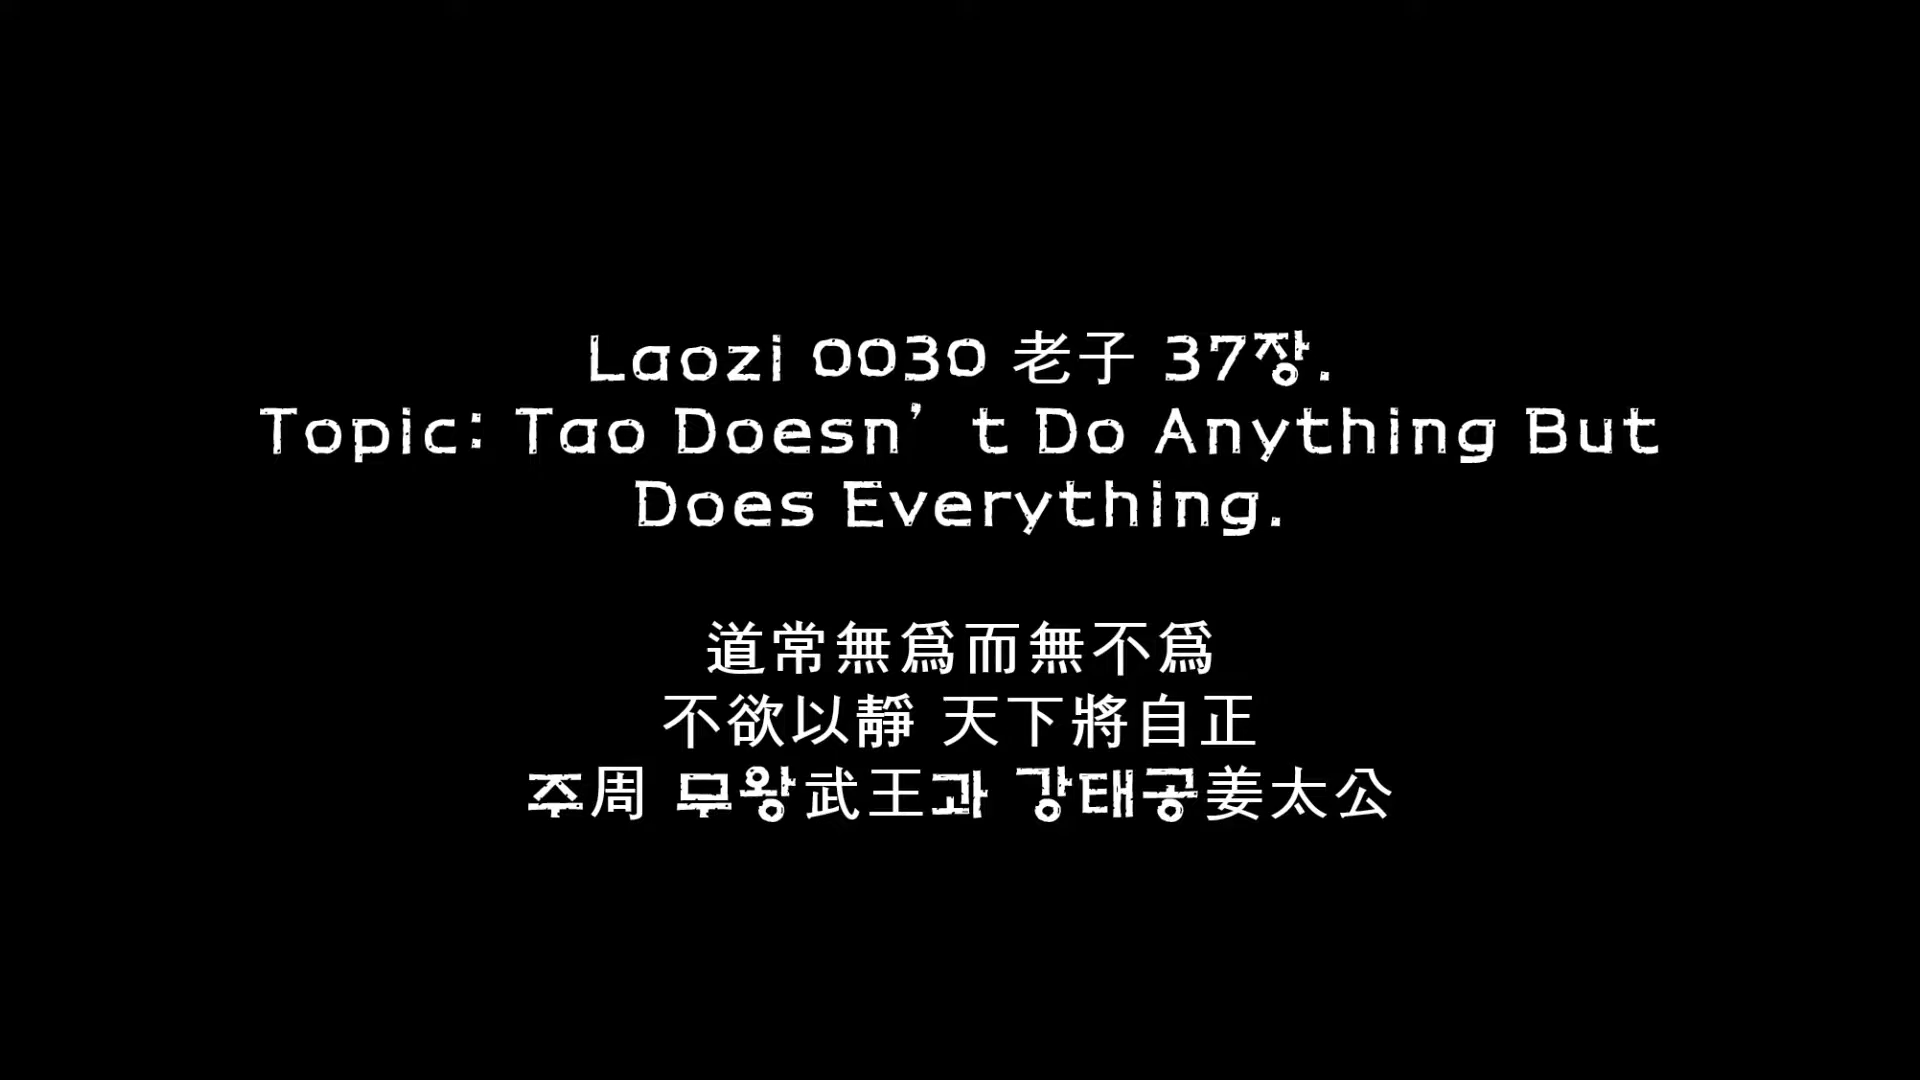 Laozi 0030 老子 37장.
Topic: Tao Doesn’t Do Anything But
Does Everything.
道常無爲而無不爲
不欲以靜 天下將自正
주周 무왕武王과 강태공姜太公